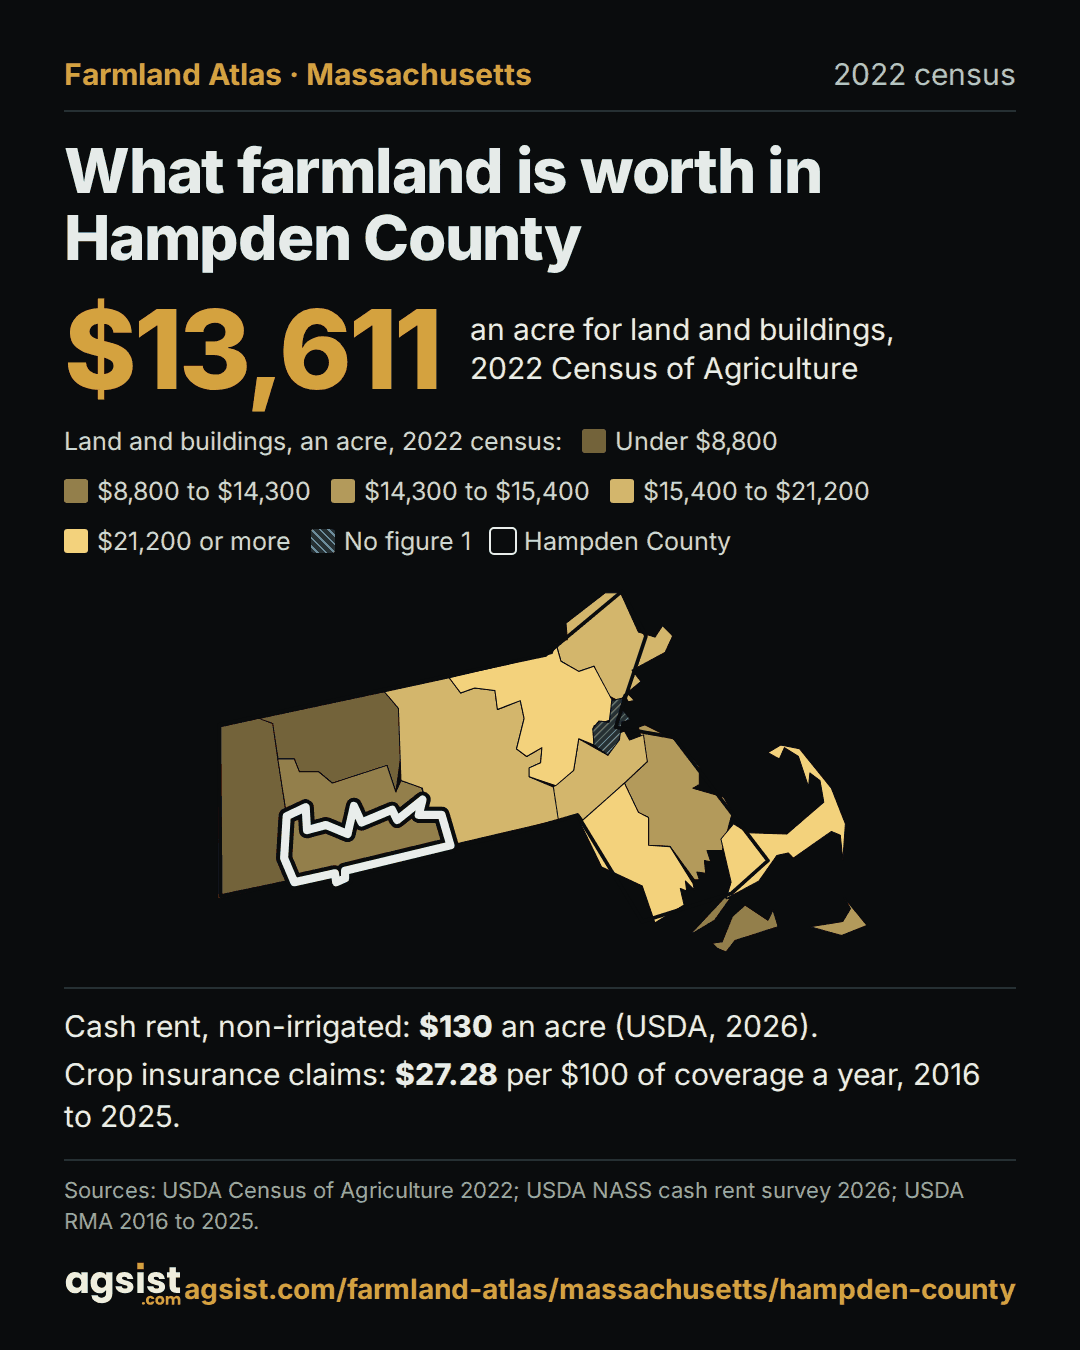 Farmland Atlas · Massachusetts
2022 census
What farmland is worth in
Hampden County
$13,611
an acre for land and buildings,
2022 Census of Agriculture
Land and buildings, an acre, 2022 census: Under $8,800
$8,800 to $14,300 $14,300 to $15,400 $15,400 to $21,200
$21,200 or more No figure 1 Hampden County
Cash rent, non-irrigated: $130 an acre (USDA, 2026).
Crop insurance claims: $27.28 per $100 of coverage a year, 2016
to 2025.
Sources: USDA Census of Agriculture 2022; USDA NASS cash rent survey 2026; USDA
RMA 2016 to 2025.
agsist
.com
agsist.com/farmland-atlas/massachusetts/hampden-county